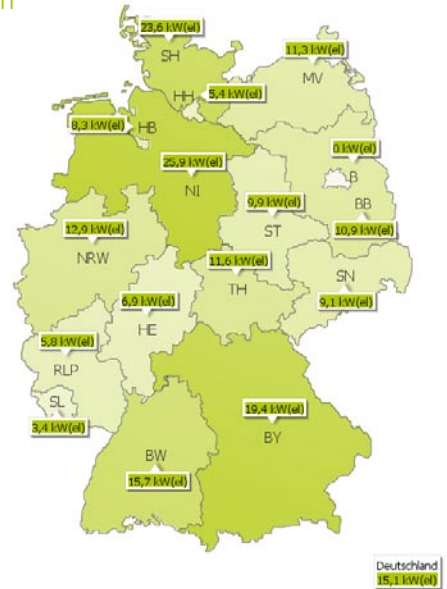 23,6 kW(el)
SH
11,3 kW(el)
MV
HH
5,4 kW(el)
8,3 kW(el)
HB
0 kW(el)
B
25,9 kW(el)
NI
BB
9,9 kW(el)
ST
10,9 kW(el)
12,9 kW(el)
NRW
11,6 kW(el)
TH
SN
9,1 kW(el)
6,9 kW(el)
HE
5,8 kW(el)
RLP
SL
3,4 kW(el)
19,4 kW(el)
BY
BW
15,7 kW(el)
Deutschland
15,1 kW(el)